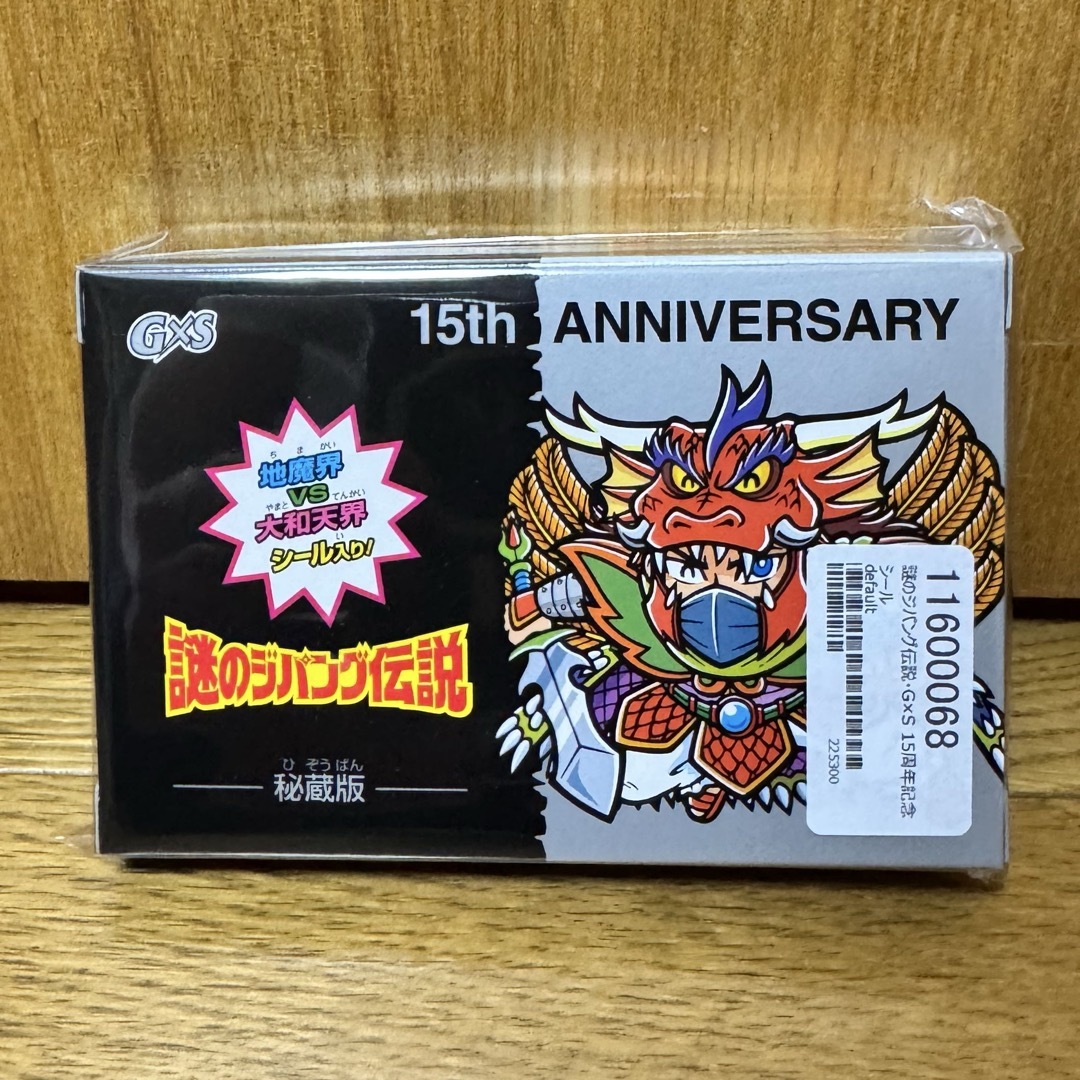 G×S
15th ANNIVERSARY
ちまかい
地魔界
VS
やまと てんかい
大和天界
い
シール入り!
謎のジパング伝説
ひぞうばん
秘蔵版
11600068
謎のジパング伝説・G×S 15周年記念
シール
default
225300